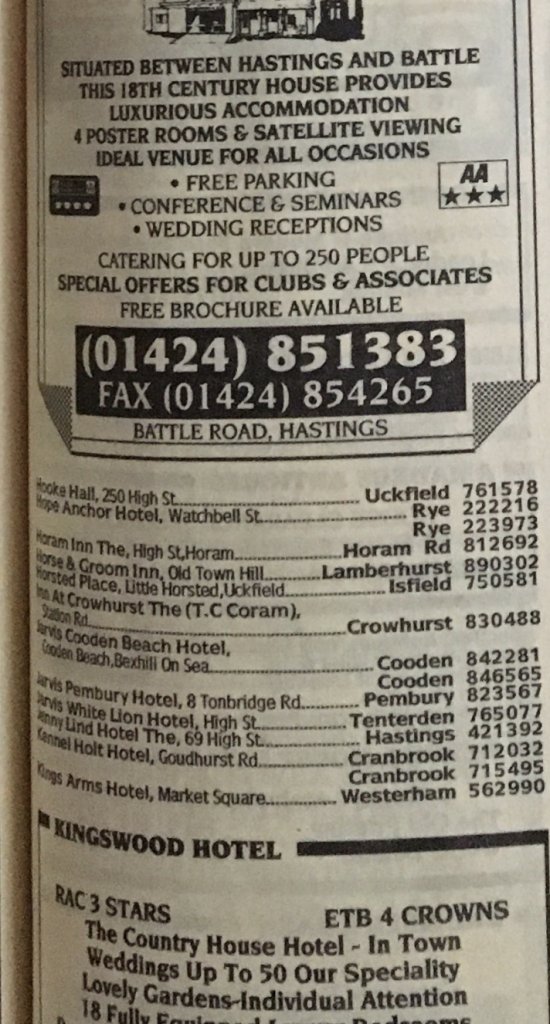 SITUATED BETWEEN HASTINGS AND BATTLE
THIS 18TH CENTURY HOUSE PROVIDES
LUXURIOUS ACCOMMODATION
4 POSTER ROOMS & SATELLITE VIEWING
IDEAL VENUE FOR ALL OCCASIONS
• FREE PARKING
• CONFERENCE & SEMINARS
• WEDDING RECEPTIONS
AA
★★★
CATERING FOR UP TO 250 PEOPLE
SPECIAL OFFERS FOR CLUBS & ASSOCIATES
FREE BROCHURE AVAILABLE
(01424) 851383
FAX (01424) 854265
BATTLE ROAD, HASTINGS
Hooke Hall, 250 High St............Uckfield 761578
Hope Anchor Hotel, Watchbell St............Rye 222216
Rye 223973
Horam Inn The, High St,Horam............Horam Rd 812692
Horse & Groom Inn, Old Town Hill............Lamberhurst 890302
Horsted Place, Little Horsted,Uckfield............Isfield 750581
Inn At Crowhurst The (T.C Coram),
Station Rd............Crowhurst 830488
Jarvis Cooden Beach Hotel,
Cooden Beach,Bexhill On Sea............Cooden 842281
Cooden 846565
Jarvis Pembury Hotel, 8 Tonbridge Rd............Pembury 823567
Jarvis White Lion Hotel, High St............Tenterden 765077
Jenny Lind Hotel The, 69 High St............Hastings 421392
Kennel Holt Hotel, Goudhurst Rd............Cranbrook 712032
Cranbrook 715495
Kings Arms Hotel, Market Square............Westerham 562990
KINGSWOOD HOTEL
RAC 3 STARS ETB 4 CROWNS
The Country House Hotel - In Town
Weddings Up To 50 Our Speciality
Lovely Gardens-Individual Attention
18 Fully